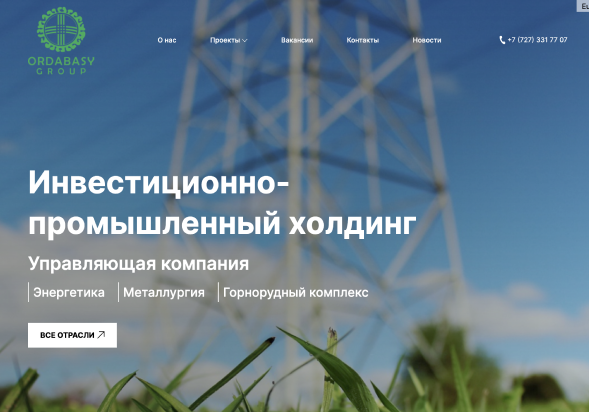 ORDABASY
GROUP
О нас
Проекты
Вакансии
Контакты
Новости
+7 (727) 331 77 07
Инвестиционно-
промышленный холдинг
Управляющая компания
Энергетика
Металлургия
Горнорудный комплекс
ВСЕ ОТРАСЛИ